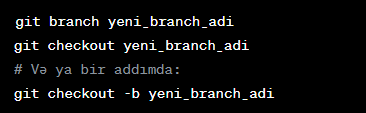 git branch yeni_branch_adi
git checkout yeni_branch_adi
# Və ya bir addımda:
git checkout -b yeni_branch_adi